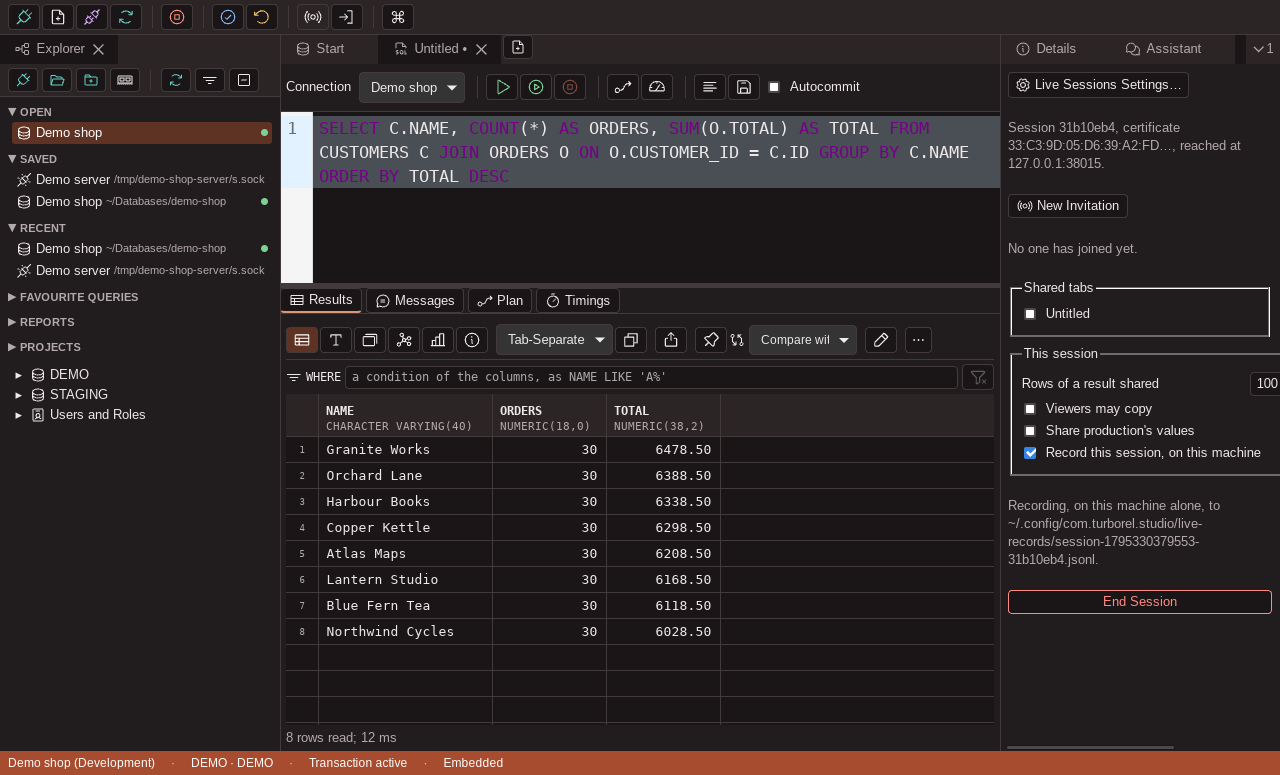 Explorer
Start
Untitled •
Details
Assistant
1
Connection
Demo shop
Autocommit
Live Sessions Settings…
OPEN
Demo shop
SAVED
Demo server /tmp/demo-shop-server/s.sock
Demo shop ~/Databases/demo-shop
RECENT
Demo shop ~/Databases/demo-shop
Demo server /tmp/demo-shop-server/s.sock
FAVOURITE QUERIES
REPORTS
PROJECTS
DEMO
STAGING
Users and Roles
1
SELECT C.NAME, COUNT(*) AS ORDERS, SUM(O.TOTAL) AS TOTAL FROM
CUSTOMERS C JOIN ORDERS O ON O.CUSTOMER_ID = C.ID GROUP BY C.NAME
ORDER BY TOTAL DESC
Results
Messages
Plan
Timings
Tab-Separate
Compare wit
WHERE
a condition of the columns, as NAME LIKE 'A%'
NAME ORDERS TOTAL
CHARACTER VARYING(40) NUMERIC(18,0) NUMERIC(38,2)
1 Granite Works 30 6478.50
2 Orchard Lane 30 6388.50
3 Harbour Books 30 6338.50
4 Copper Kettle 30 6298.50
5 Atlas Maps 30 6208.50
6 Lantern Studio 30 6168.50
7 Blue Fern Tea 30 6118.50
8 Northwind Cycles 30 6028.50
8 rows read; 12 ms
Session 31b10eb4, certificate
33:C3:9D:05:D6:39:A2:FD…, reached at
127.0.0.1:38015.
New Invitation
No one has joined yet.
Shared tabs
Untitled
This session
Rows of a result shared
100
Viewers may copy
Share production's values
Record this session, on this machine
Recording, on this machine alone, to
~/.config/com.turborel.studio/live-
records/session-1795330379553-
31b10eb4.jsonl.
End Session
Demo shop (Development) · DEMO · DEMO · Transaction active · Embedded